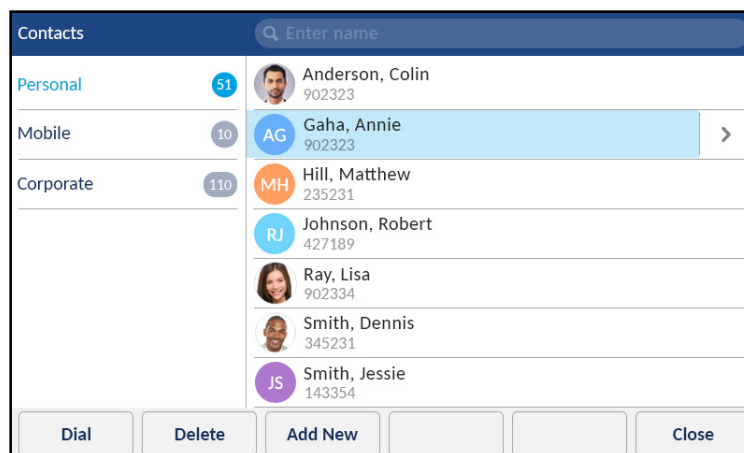 Contacts
Enter name
Personal 51
Mobile 10
Corporate 110
Anderson, Colin
902323
AG
Gaha, Annie
902323
MH
Hill, Matthew
235231
RJ
Johnson, Robert
427189
Ray, Lisa
902334
Smith, Dennis
345231
JS
Smith, Jessie
143354
Dial Delete Add New Close